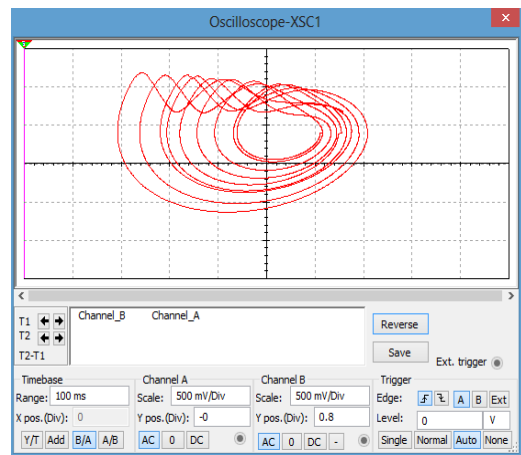 Oscilloscope-XSC1
×
<
>
T1
T2
T2-T1
Channel_B Channel_A
Reverse
Save
Ext. trigger
Timebase
Range: 100 ms
X pos.(Div): 0
Y/T Add B/A A/B
Channel A
Scale: 500 mV/Div
Y pos.(Div): -0
AC 0 DC
Channel B
Scale: 500 mV/Div
Y pos.(Div): 0.8
AC 0 DC -
Trigger
Edge: A B Ext
Level: 0 V
Single Normal Auto None